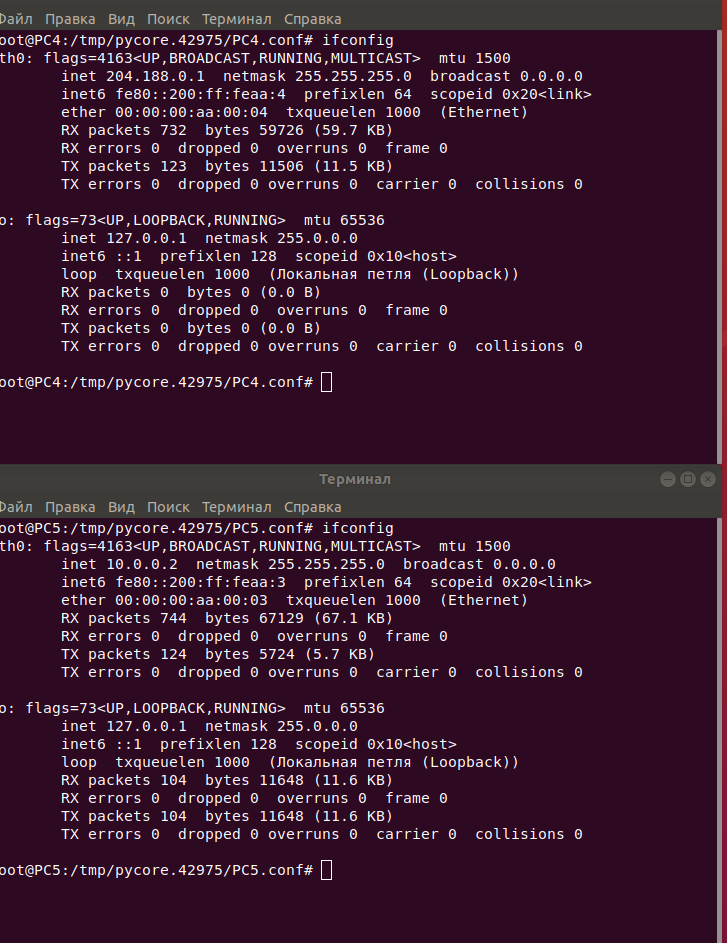 Файл Правка Вид Поиск Терминал Справка
oot@PC4:/tmp/pycore.42975/PC4.conf# ifconfig
th0: flags=4163<UP,BROADCAST,RUNNING,MULTICAST>  mtu 1500
inet 204.188.0.1  netmask 255.255.255.0  broadcast 0.0.0.0
inet6 fe80::200:ff:feaa:4  prefixlen 64  scopeid 0x20<link>
ether 00:00:00:aa:00:04  txqueuelen 1000  (Ethernet)
RX packets 732  bytes 59726 (59.7 KB)
RX errors 0  dropped 0  overruns 0  frame 0
TX packets 123  bytes 11506 (11.5 KB)
TX errors 0  dropped 0 overruns 0  carrier 0  collisions 0
o: flags=73<UP,LOOPBACK,RUNNING>  mtu 65536
inet 127.0.0.1  netmask 255.0.0.0
inet6 ::1  prefixlen 128  scopeid 0x10<host>
loop  txqueuelen 1000  (Локальная петля (Loopback))
RX packets 0  bytes 0 (0.0 B)
RX errors 0  dropped 0  overruns 0  frame 0
TX packets 0  bytes 0 (0.0 B)
TX errors 0  dropped 0 overruns 0  carrier 0  collisions 0
oot@PC4:/tmp/pycore.42975/PC4.conf#
Терминал
Файл Правка Вид Поиск Терминал Справка
oot@PC5:/tmp/pycore.42975/PC5.conf# ifconfig
th0: flags=4163<UP,BROADCAST,RUNNING,MULTICAST>  mtu 1500
inet 10.0.0.2  netmask 255.255.255.0  broadcast 0.0.0.0
inet6 fe80::200:ff:feaa:3  prefixlen 64  scopeid 0x20<link>
ether 00:00:00:aa:00:03  txqueuelen 1000  (Ethernet)
RX packets 744  bytes 67129 (67.1 KB)
RX errors 0  dropped 0  overruns 0  frame 0
TX packets 124  bytes 5724 (5.7 KB)
TX errors 0  dropped 0 overruns 0  carrier 0  collisions 0
o: flags=73<UP,LOOPBACK,RUNNING>  mtu 65536
inet 127.0.0.1  netmask 255.0.0.0
inet6 ::1  prefixlen 128  scopeid 0x10<host>
loop  txqueuelen 1000  (Локальная петля (Loopback))
RX packets 104  bytes 11648 (11.6 KB)
RX errors 0  dropped 0  overruns 0  frame 0
TX packets 104  bytes 11648 (11.6 KB)
TX errors 0  dropped 0 overruns 0  carrier 0  collisions 0
oot@PC5:/tmp/pycore.42975/PC5.conf#